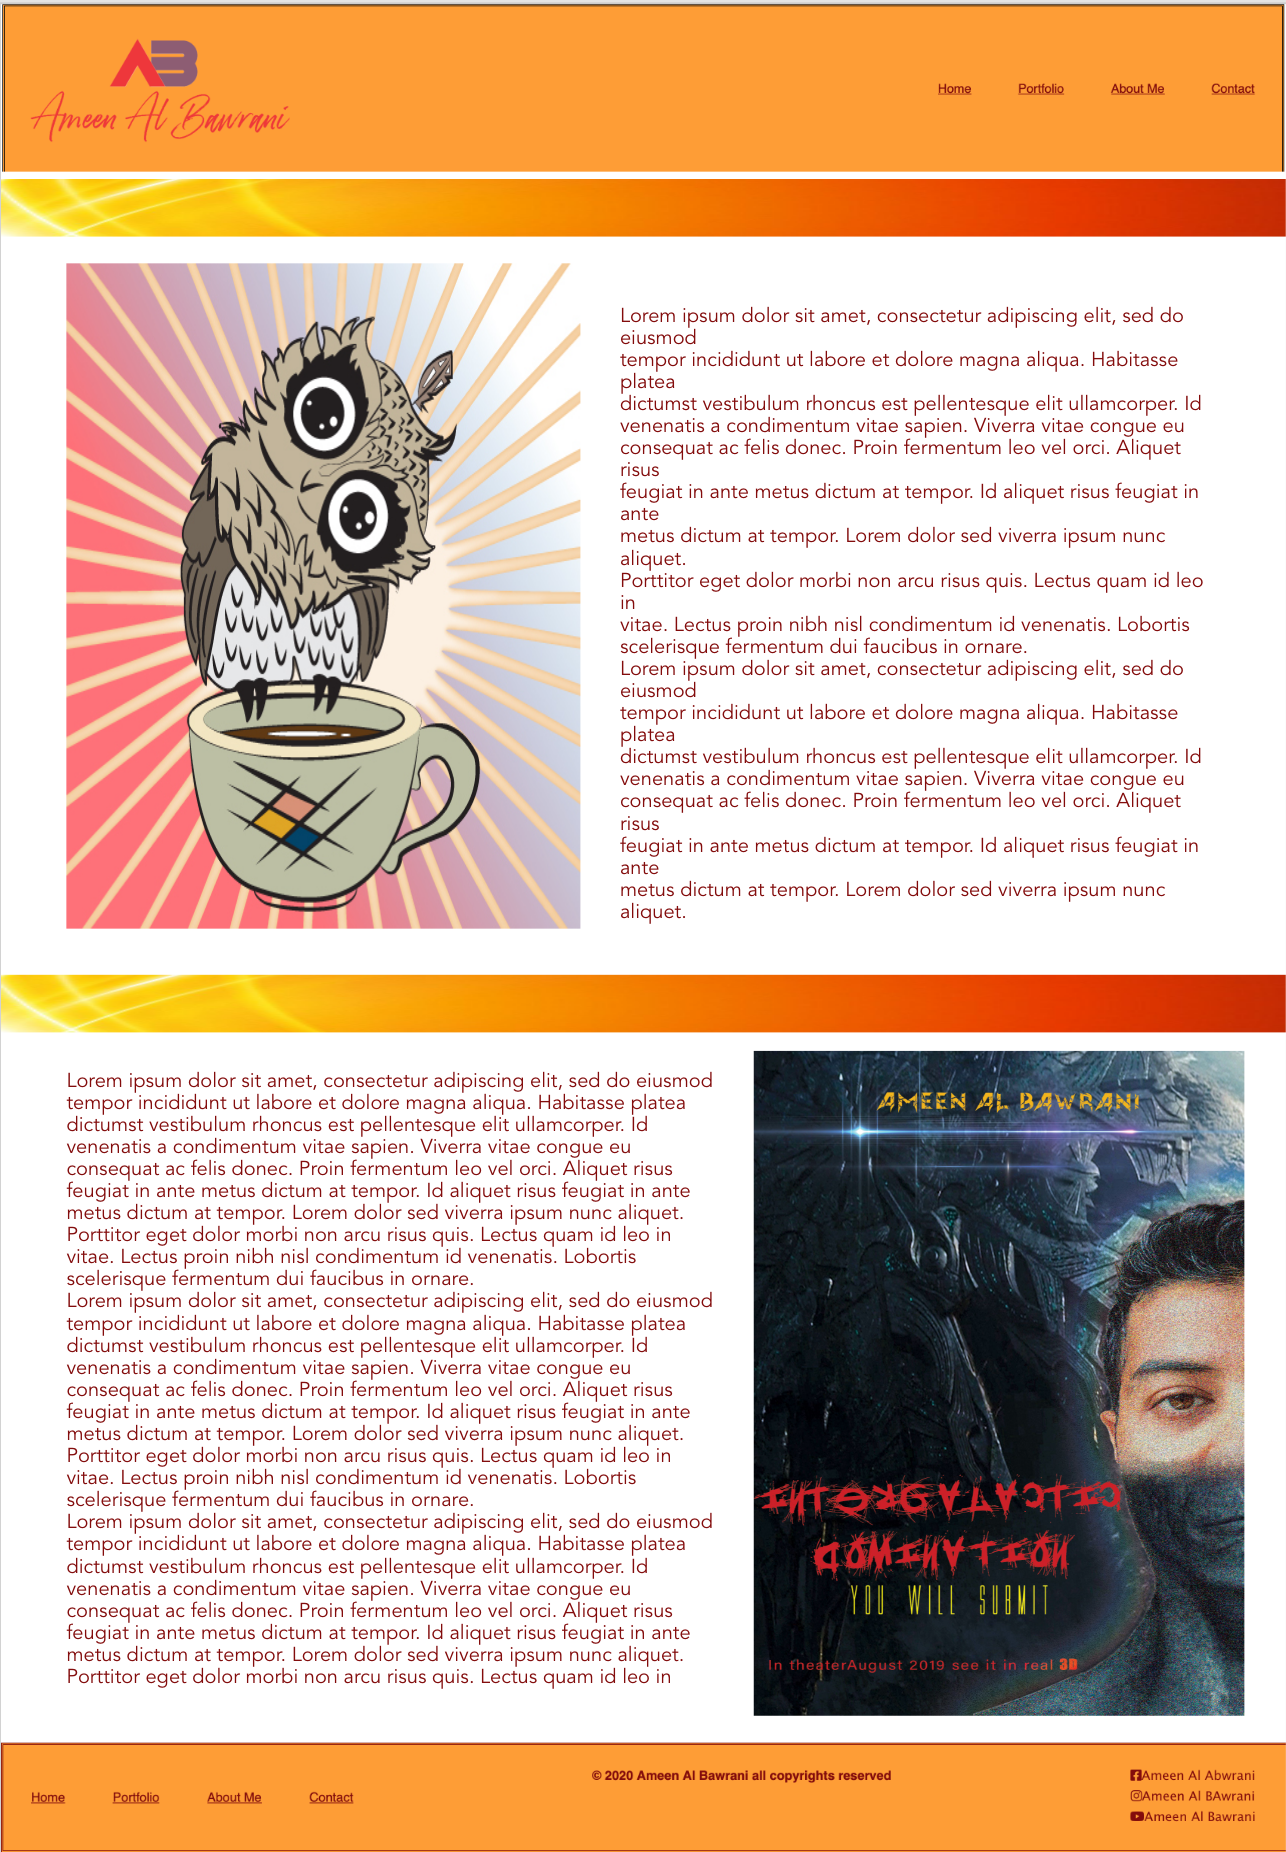 AB
Ameen Al Bawrani
Home Portfolio About Me Contact
Lorem ipsum dolor sit amet, consectetur adipiscing elit, sed do
eiusmod
tempor incididunt ut labore et dolore magna aliqua. Habitasse
platea
dictumst vestibulum rhoncus est pellentesque elit ullamcorper. Id
venenatis a condimentum vitae sapien. Viverra vitae congue eu
consequat ac felis donec. Proin fermentum leo vel orci. Aliquet
risus
feugiat in ante metus dictum at tempor. Id aliquet risus feugiat in
ante
metus dictum at tempor. Lorem dolor sed viverra ipsum nunc
aliquet.
Porttitor eget dolor morbi non arcu risus quis. Lectus quam id leo
in
vitae. Lectus proin nibh nisl condimentum id venenatis. Lobortis
scelerisque fermentum dui faucibus in ornare.
Lorem ipsum dolor sit amet, consectetur adipiscing elit, sed do
eiusmod
tempor incididunt ut labore et dolore magna aliqua. Habitasse
platea
dictumst vestibulum rhoncus est pellentesque elit ullamcorper. Id
venenatis a condimentum vitae sapien. Viverra vitae congue eu
consequat ac felis donec. Proin fermentum leo vel orci. Aliquet
risus
feugiat in ante metus dictum at tempor. Id aliquet risus feugiat in
ante
metus dictum at tempor. Lorem dolor sed viverra ipsum nunc
aliquet.
Lorem ipsum dolor sit amet, consectetur adipiscing elit, sed do eiusmod
tempor incididunt ut labore et dolore magna aliqua. Habitasse platea
dictumst vestibulum rhoncus est pellentesque elit ullamcorper. Id
venenatis a condimentum vitae sapien. Viverra vitae congue eu
consequat ac felis donec. Proin fermentum leo vel orci. Aliquet risus
feugiat in ante metus dictum at tempor. Id aliquet risus feugiat in ante
metus dictum at tempor. Lorem dolor sed viverra ipsum nunc aliquet.
Porttitor eget dolor morbi non arcu risus quis. Lectus quam id leo in
vitae. Lectus proin nibh nisl condimentum id venenatis. Lobortis
scelerisque fermentum dui faucibus in ornare.
Lorem ipsum dolor sit amet, consectetur adipiscing elit, sed do eiusmod
tempor incididunt ut labore et dolore magna aliqua. Habitasse platea
dictumst vestibulum rhoncus est pellentesque elit ullamcorper. Id
venenatis a condimentum vitae sapien. Viverra vitae congue eu
consequat ac felis donec. Proin fermentum leo vel orci. Aliquet risus
feugiat in ante metus dictum at tempor. Id aliquet risus feugiat in ante
metus dictum at tempor. Lorem dolor sed viverra ipsum nunc aliquet.
Porttitor eget dolor morbi non arcu risus quis. Lectus quam id leo in
vitae. Lectus proin nibh nisl condimentum id venenatis. Lobortis
scelerisque fermentum dui faucibus in ornare.
Lorem ipsum dolor sit amet, consectetur adipiscing elit, sed do eiusmod
tempor incididunt ut labore et dolore magna aliqua. Habitasse platea
dictumst vestibulum rhoncus est pellentesque elit ullamcorper. Id
venenatis a condimentum vitae sapien. Viverra vitae congue eu
consequat ac felis donec. Proin fermentum leo vel orci. Aliquet risus
feugiat in ante metus dictum at tempor. Id aliquet risus feugiat in ante
metus dictum at tempor. Lorem dolor sed viverra ipsum nunc aliquet.
Porttitor eget dolor morbi non arcu risus quis. Lectus quam id leo in
AMEEN AL BAWRANI
INTERGALACTIC
DOMINATION
YOU WILL SUBMIT
In theaterAugust 2019 see it in real 3D
Home Portfolio About Me Contact
© 2020 Ameen Al Bawrani all copyrights reserved
Ameen Al Abwrani
Ameen Al BAwrani
Ameen Al Bawrani